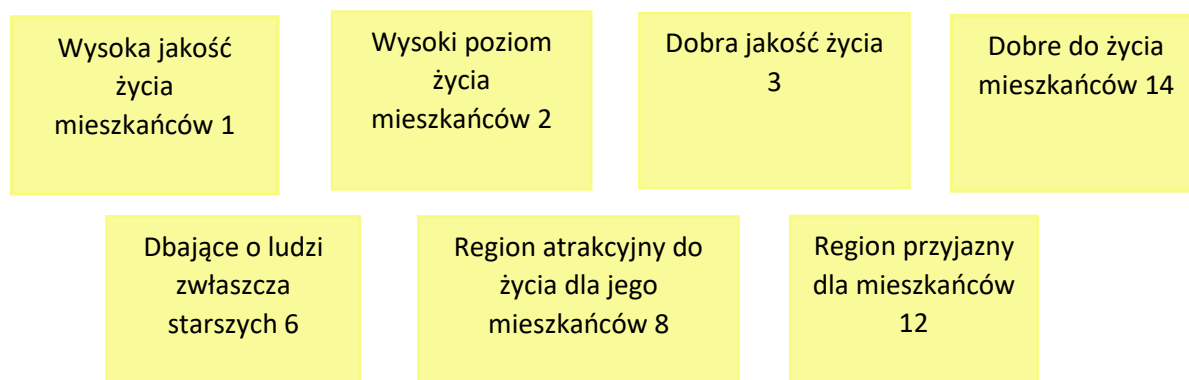 Wysoka jakość
życia
mieszkańców 1
Wysoki poziom
życia
mieszkańców 2
Dobra jakość życia
3
Dobre do życia
mieszkańców 14
Dbające o ludzi
zwłaszcza
starszych 6
Region atrakcyjny do
życia dla jego
mieszkańców 8
Region przyjazny
dla mieszkańców
12